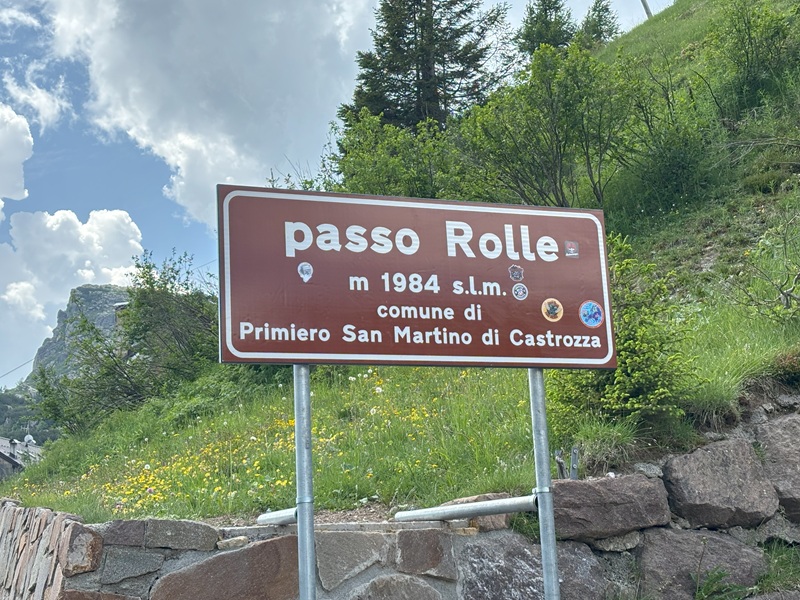 passo Rolle
m 1984 s.l.m.
comune di
Primiero San Martino di Castrozza